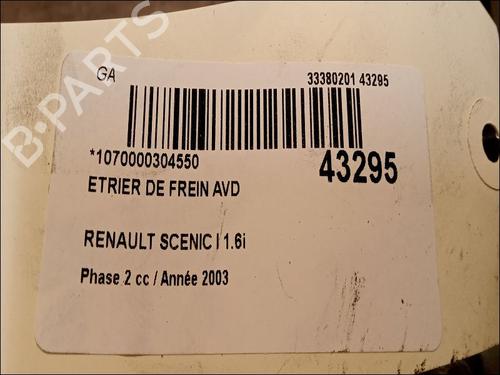 B-PARTS
GA 33380201 43295
*1070000304550 43295
ETRIER DE FREIN AVD
RENAULT SCENIC I 1.6i
Phase 2 cc / Année 2003